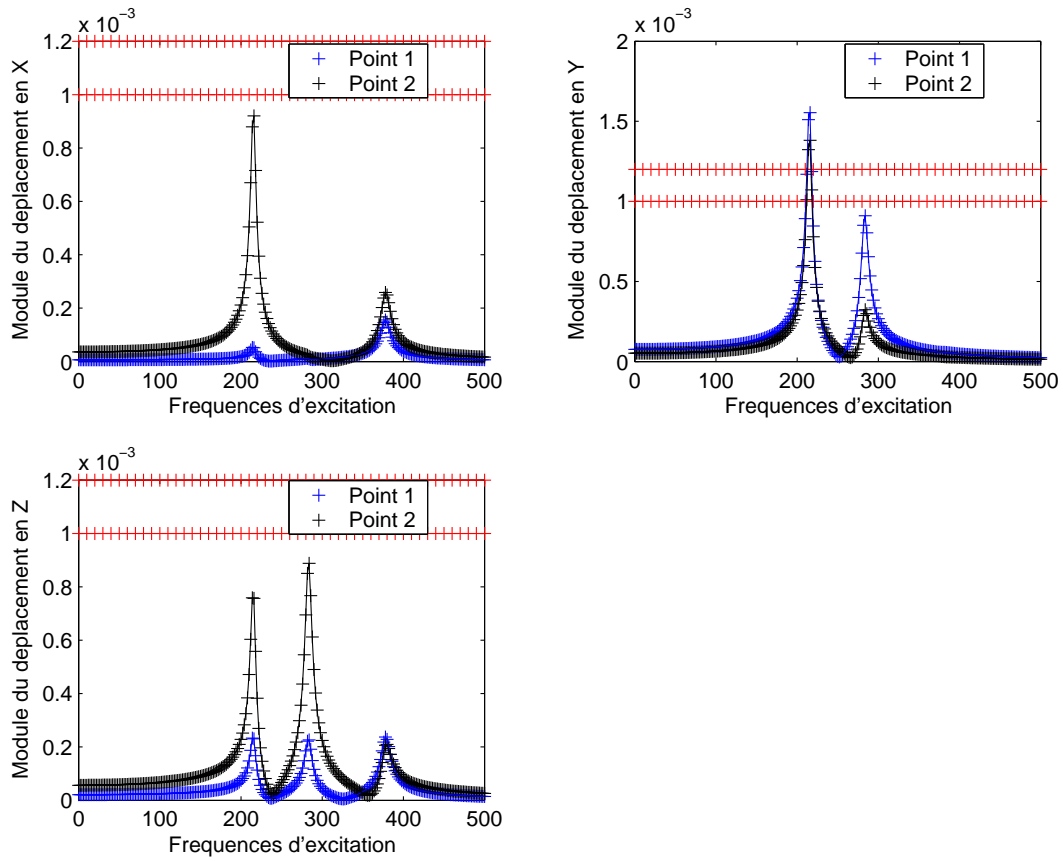 x 10⁻³
1.2
1
0.8
0.6
0.4
0.2
0
0 100 200 300 400 500
Module du deplacement en X
Frequences d'excitation
Point 1
Point 2
x 10⁻³
2
1.5
1
0.5
0
0 100 200 300 400 500
Module du deplacement en Y
Frequences d'excitation
Point 1
Point 2
x 10⁻³
1.2
1
0.8
0.6
0.4
0.2
0
0 100 200 300 400 500
Module du deplacement en Z
Frequences d'excitation
Point 1
Point 2